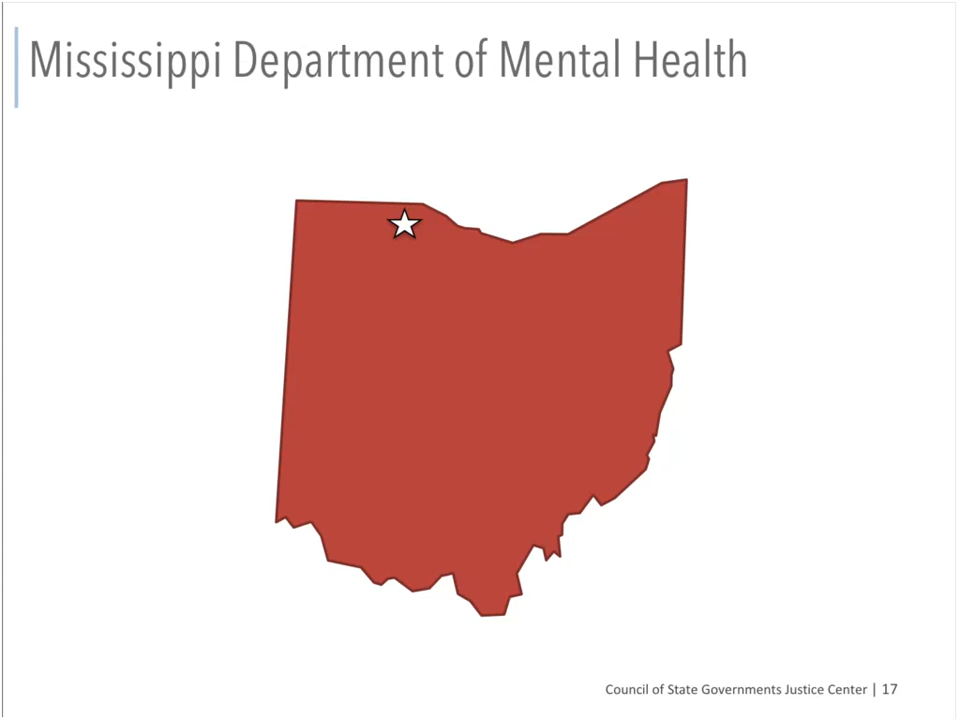 Mississippi Department of Mental Health
Council of State Governments Justice Center | 17